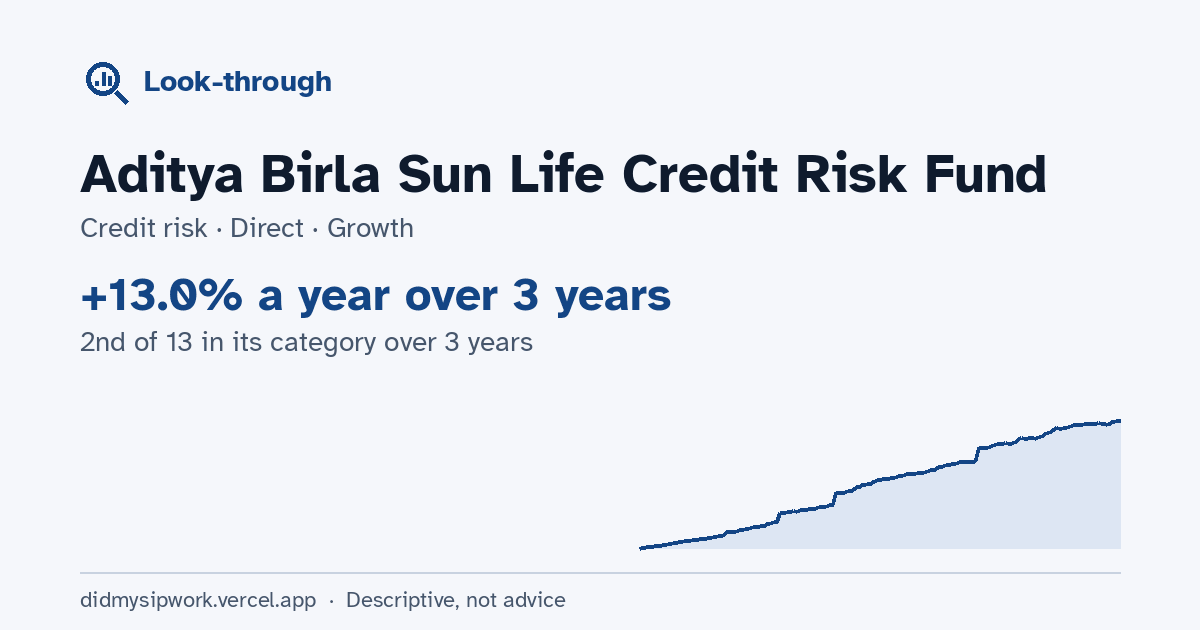 Look-through
Aditya Birla Sun Life Credit Risk Fund
Credit risk · Direct · Growth
+13.0% a year over 3 years
2nd of 13 in its category over 3 years
didmysipwork.vercel.app · Descriptive, not advice